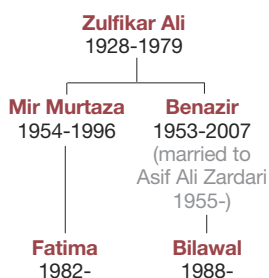 Zulfikar Ali
1928-1979
Mir Murtaza
1954-1996
Benazir
1953-2007
(married to
Asif Ali Zardari
1955-)
Fatima
1982-
Bilawal
1988-